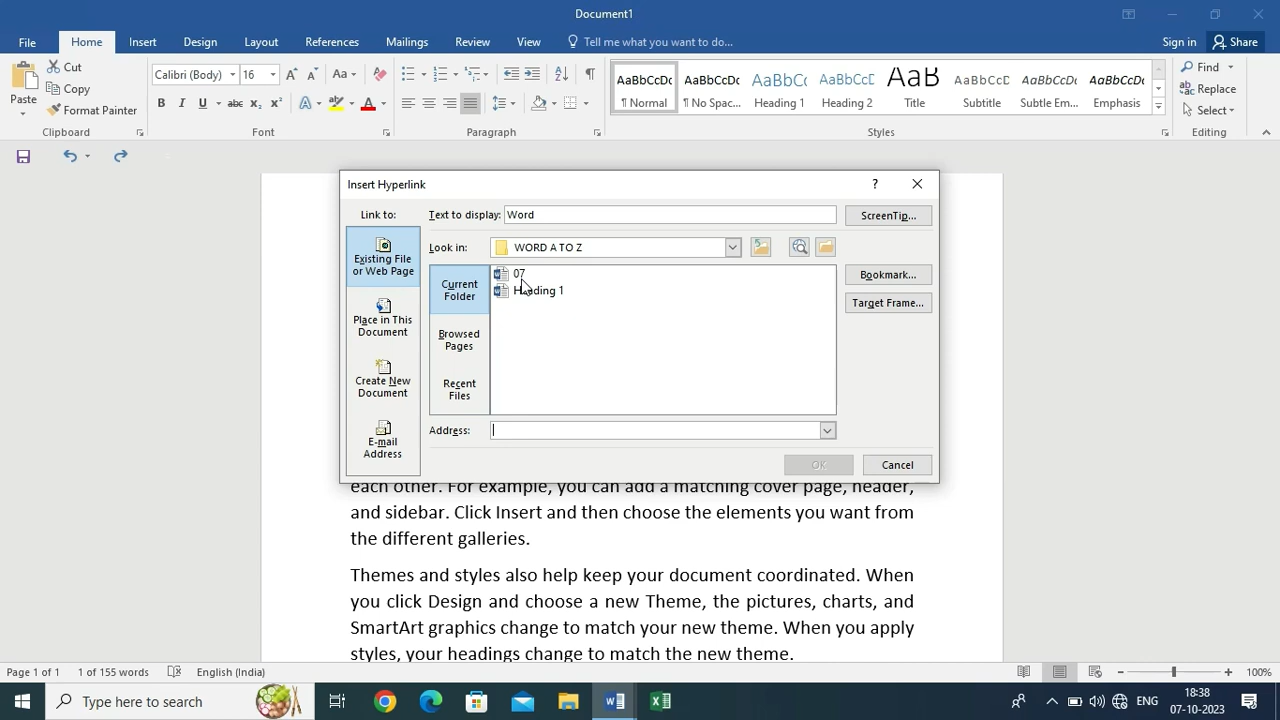 Document1
File Home Insert Design Layout References Mailings Review View Tell me what you want to do... Sign in Share
Paste Cut Copy Format Painter
Calibri (Body) 16 Aa
B I U abc x₂ x² A A
AaBbCcDc ¶ Normal
AaBbCcDc ¶ No Spac...
AaBbCc Heading
AaBbCcD Heading 2
AaB Title
AaBbCcD Subtitle
AaBbCcDc Subtle Em...
AaBbCcDc Emphasis
Find
Replace
Select
Clipboard Font Paragraph Styles Editing
Insert Hyperlink ?
Link to: Text to display: Word ScreenTip...
Existing File or Web Page
Look in: WORD A TO Z
Current Folder
07
Heading 1
Bookmark...
Target Frame...
Place in This Document
Browsed Pages
Create New Document
Recent Files
E-mail Address
Address:
OK Cancel
each other. For example, you can add a matching cover page, header,
and sidebar. Click Insert and then choose the elements you want from
the different galleries.
Themes and styles also help keep your document coordinated. When
you click Design and choose a new Theme, the pictures, charts, and
SmartArt graphics change to match your new theme. When you apply
styles, your headings change to match the new theme.
Page 1 of 1 1 of 155 words English (India) 100%
Type here to search ENG 18:38
07-10-2023